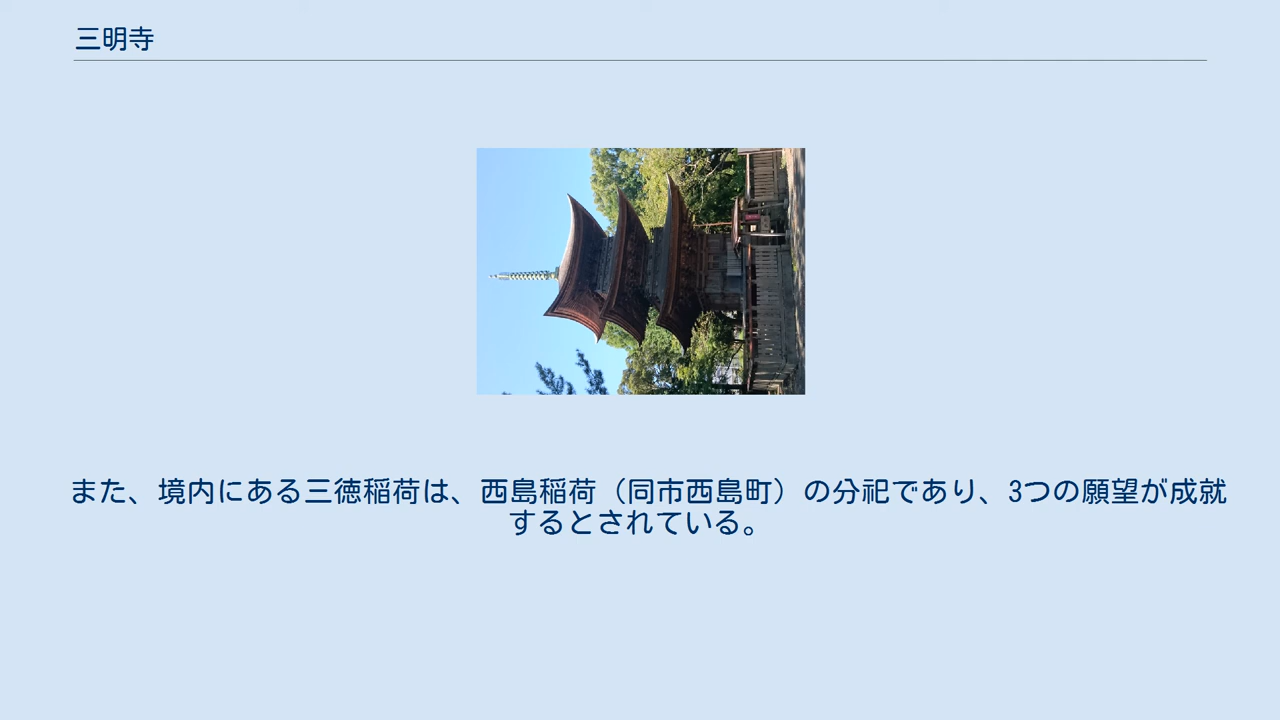 三明寺
また、境内にある三徳稲荷は、西島稲荷（同市西島町）の分祀であり、3つの願望が成就
するとされている。